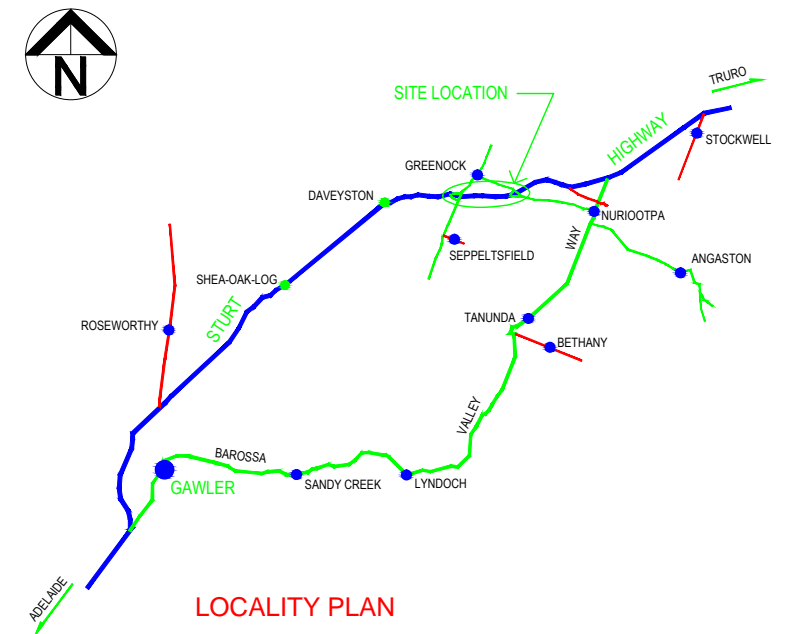 N
TRURO
SITE LOCATION
HIGHWAY
STOCKWELL
GREENOCK
DAVEYSTON
NURIOOTPA
SEPPELTSFIELD
WAY
ANGASTON
SHEA-OAK-LOG
STURT
ROSEWORTHY
TANUNDA
BETHANY
VALLEY
BAROSSA
SANDY CREEK
LYNDOCH
GAWLER
ADELAIDE
LOCALITY PLAN